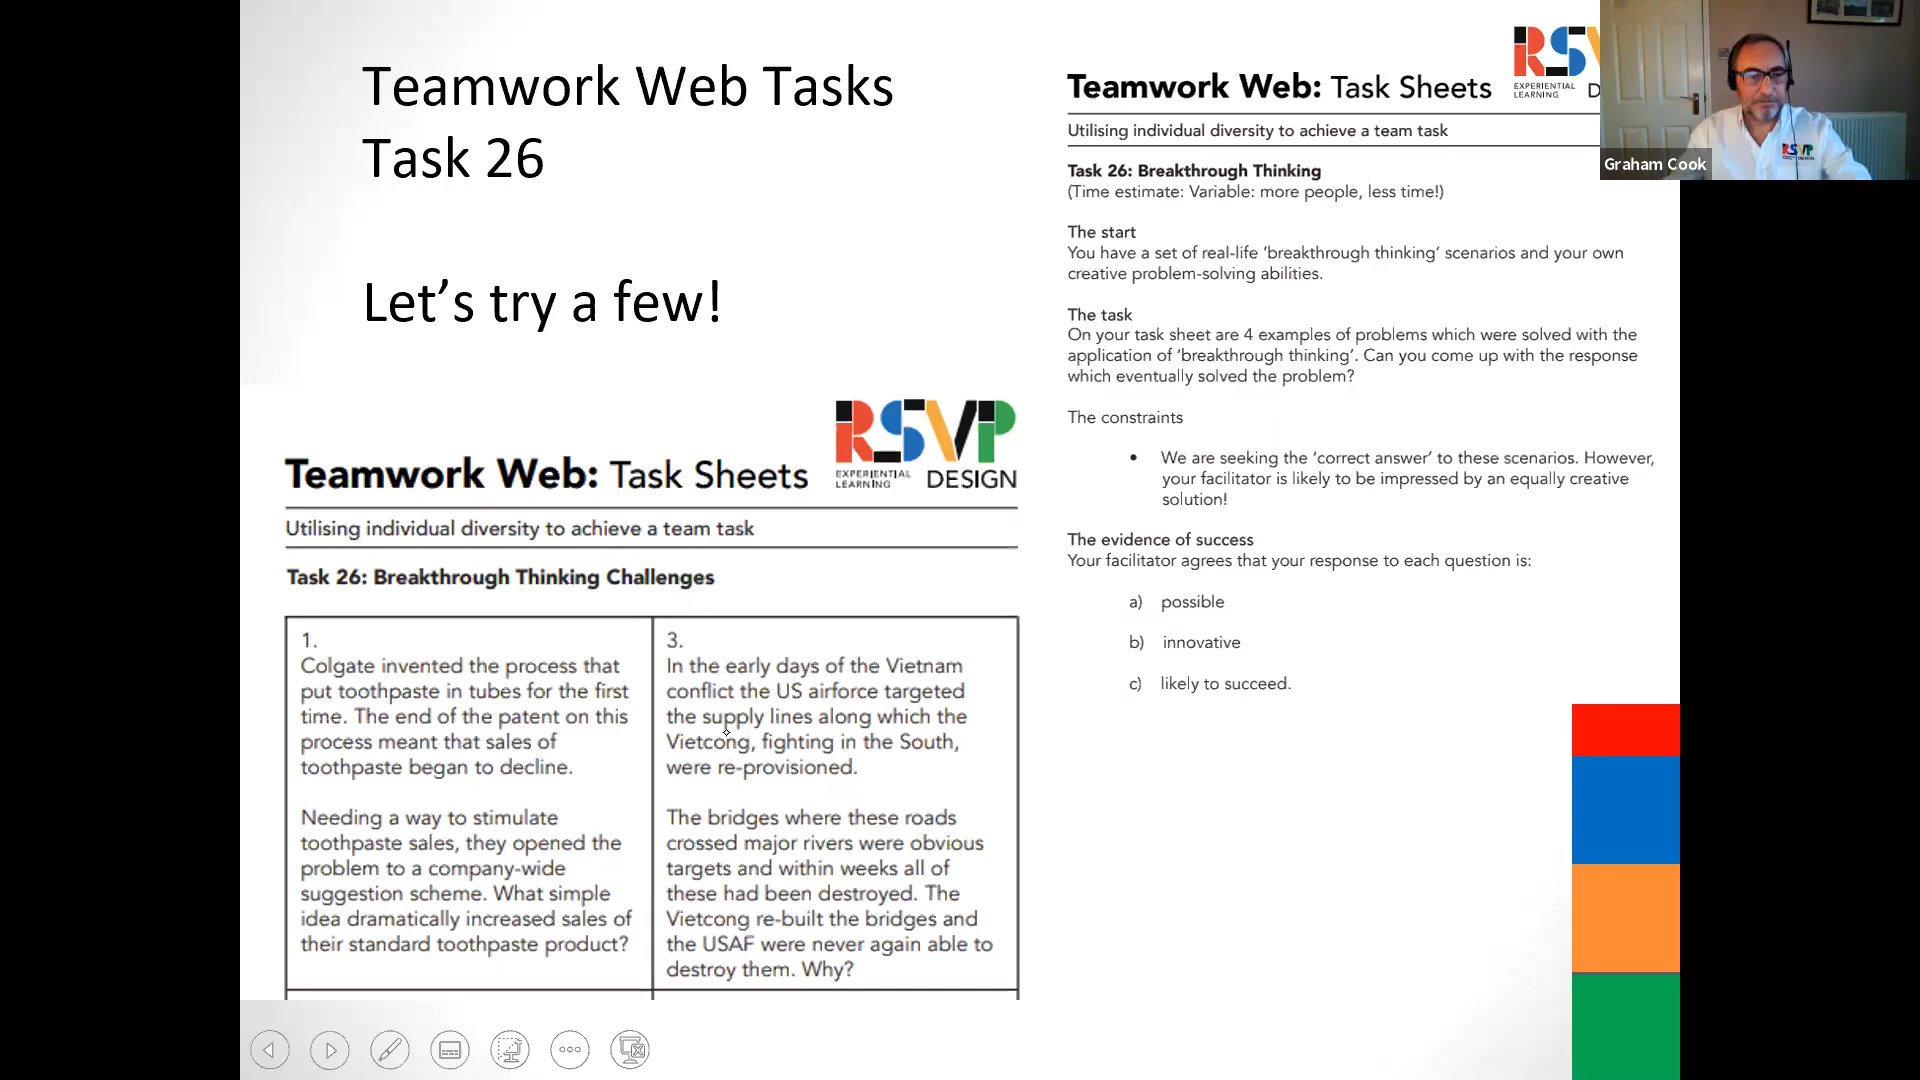 Teamwork Web Tasks
Task 26
Let's try a few!
RSVP
EXPERIENTIAL
LEARNING
DESIGN
Teamwork Web: Task Sheets
Utilising individual diversity to achieve a team task
Task 26: Breakthrough Thinking Challenges
1.
Colgate invented the process that
put toothpaste in tubes for the first
time. The end of the patent on this
process meant that sales of
toothpaste began to decline.
Needing a way to stimulate
toothpaste sales, they opened the
problem to a company-wide
suggestion scheme. What simple
idea dramatically increased sales of
their standard toothpaste product?
3.
In the early days of the Vietnam
conflict the US airforce targeted
the supply lines along which the
Vietcong, fighting in the South,
were re-provisioned.
The bridges where these roads
crossed major rivers were obvious
targets and within weeks all of
these had been destroyed. The
Vietcong re-built the bridges and
the USAF were never again able to
destroy them. Why?
RSV
EXPERIENTIAL
LEARNING
D
Teamwork Web: Task Sheets
Utilising individual diversity to achieve a team task
Task 26: Breakthrough Thinking
(Time estimate: Variable: more people, less time!)
The start
You have a set of real-life ‘breakthrough thinking’ scenarios and your own
creative problem-solving abilities.
The task
On your task sheet are 4 examples of problems which were solved with the
application of ‘breakthrough thinking’. Can you come up with the response
which eventually solved the problem?
The constraints
• We are seeking the ‘correct answer’ to these scenarios. However,
your facilitator is likely to be impressed by an equally creative
solution!
The evidence of success
Your facilitator agrees that your response to each question is:
a) possible
b) innovative
c) likely to succeed.
Graham Cook
RSVP